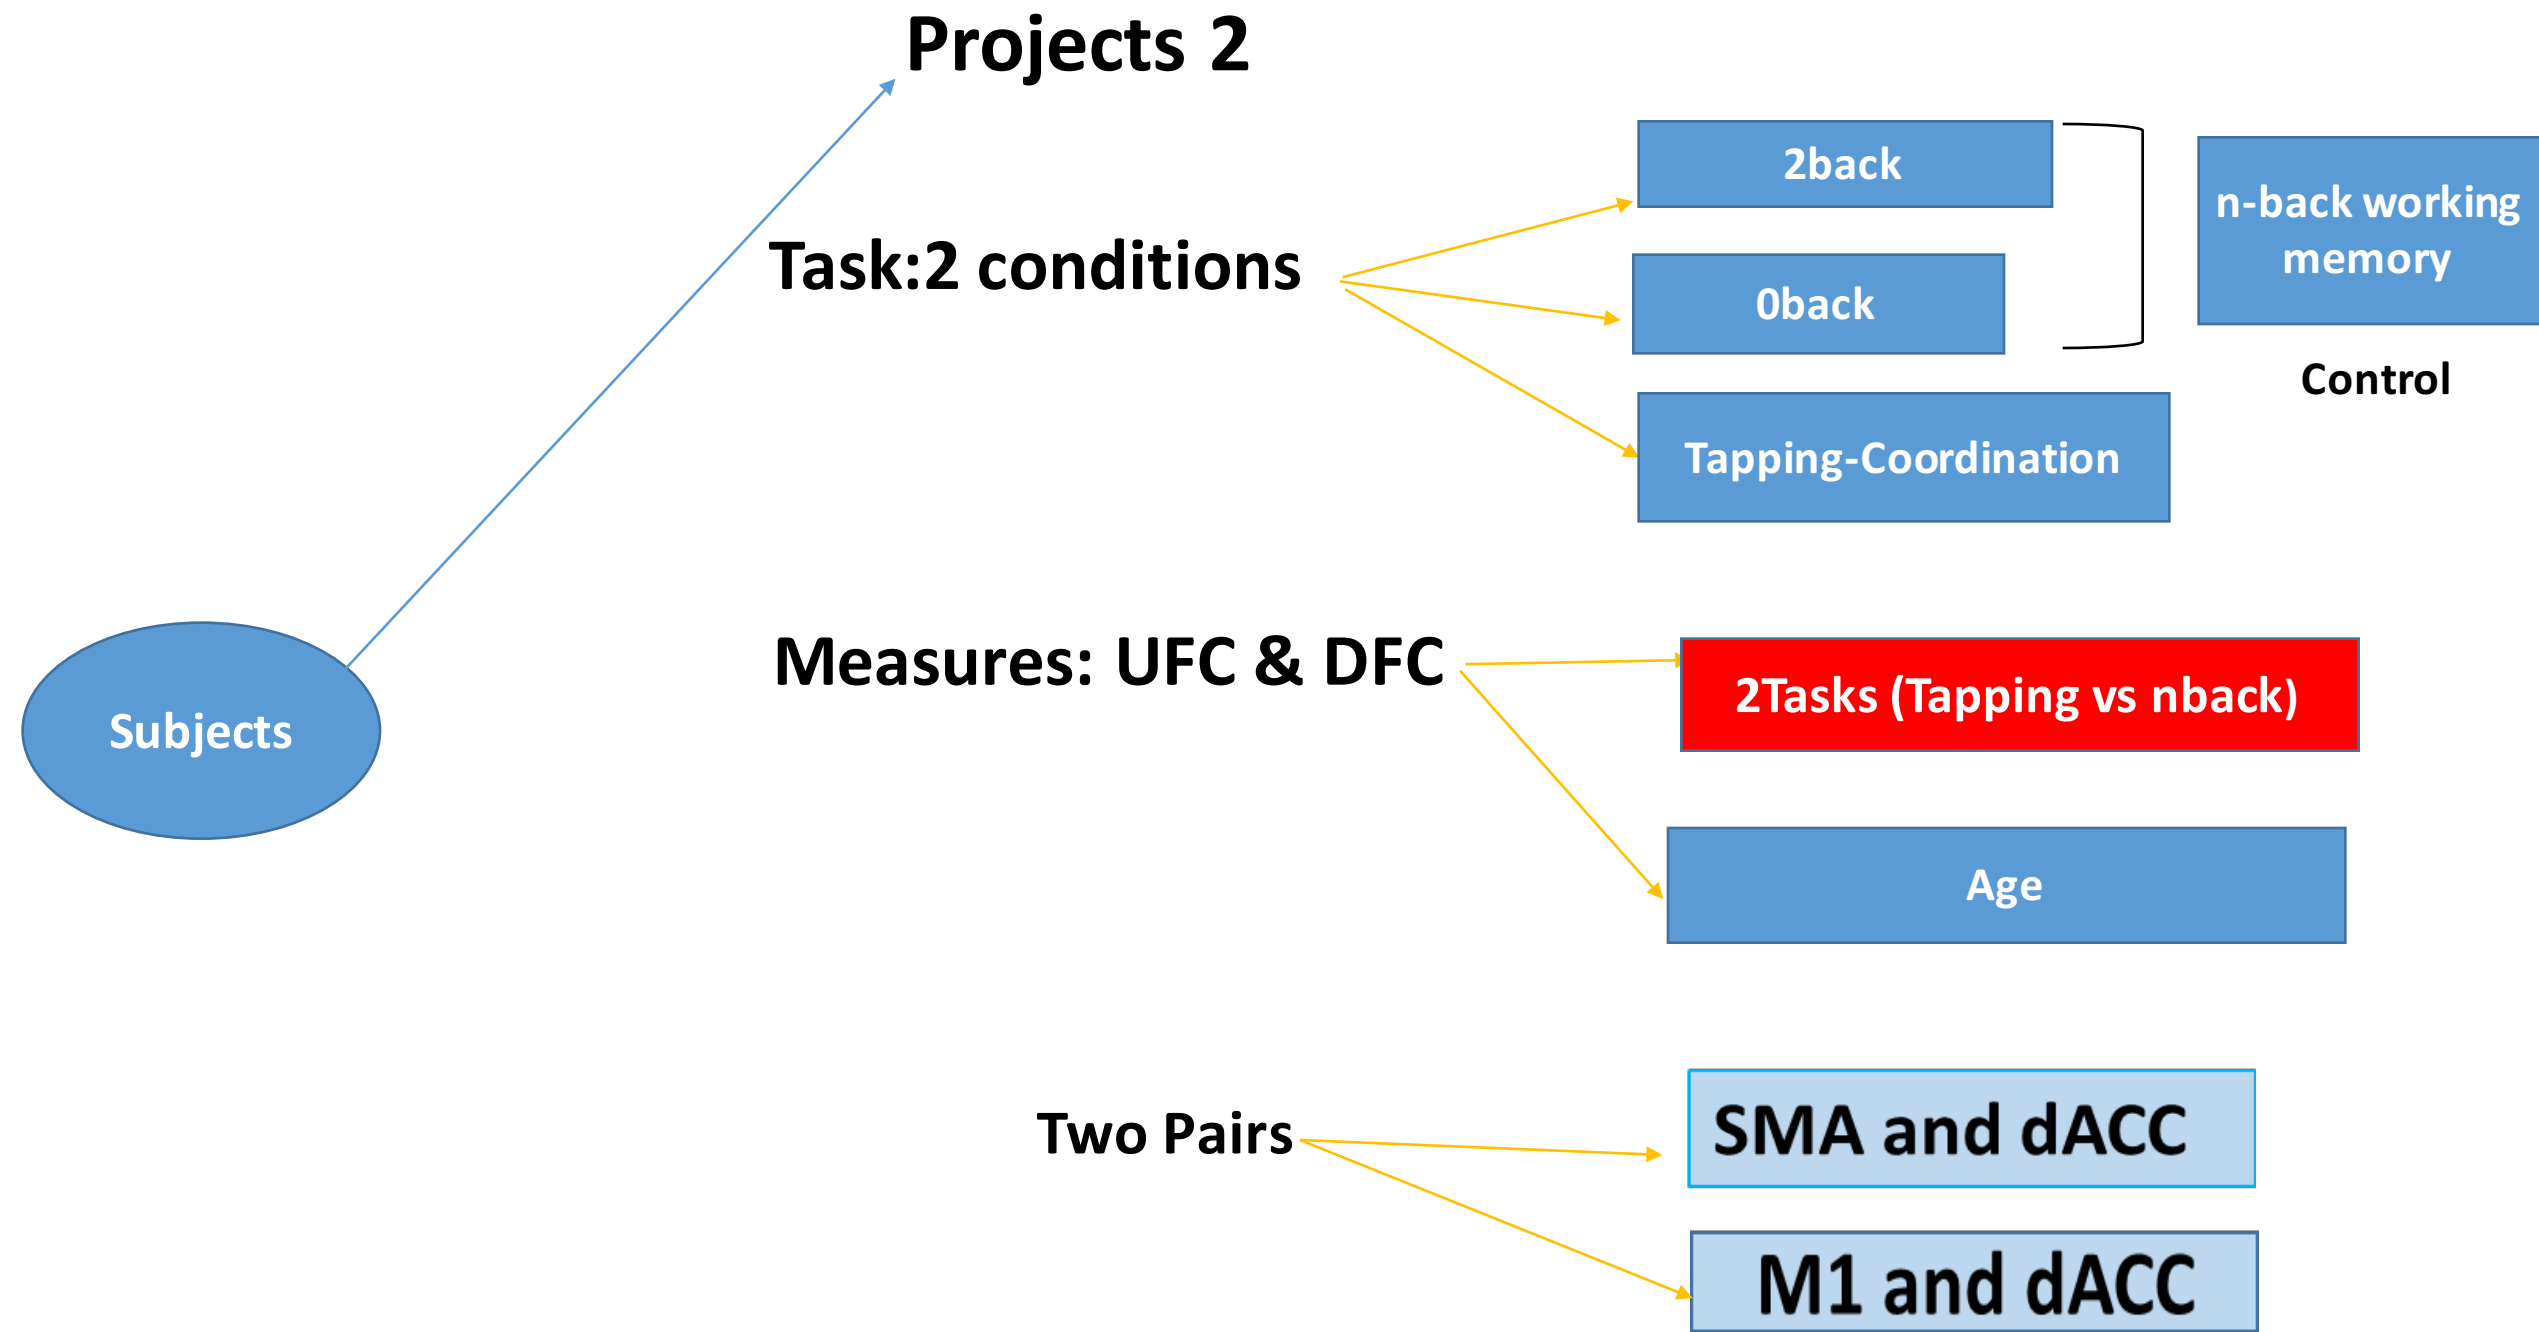 Projects 2
Task:2 conditions
2back
0back
Tapping-Coordination
n-back working
memory
Control
Subjects
Measures: UFC & DFC
2Tasks (Tapping vs nback)
Age
Two Pairs
SMA and dACC
M1 and dACC